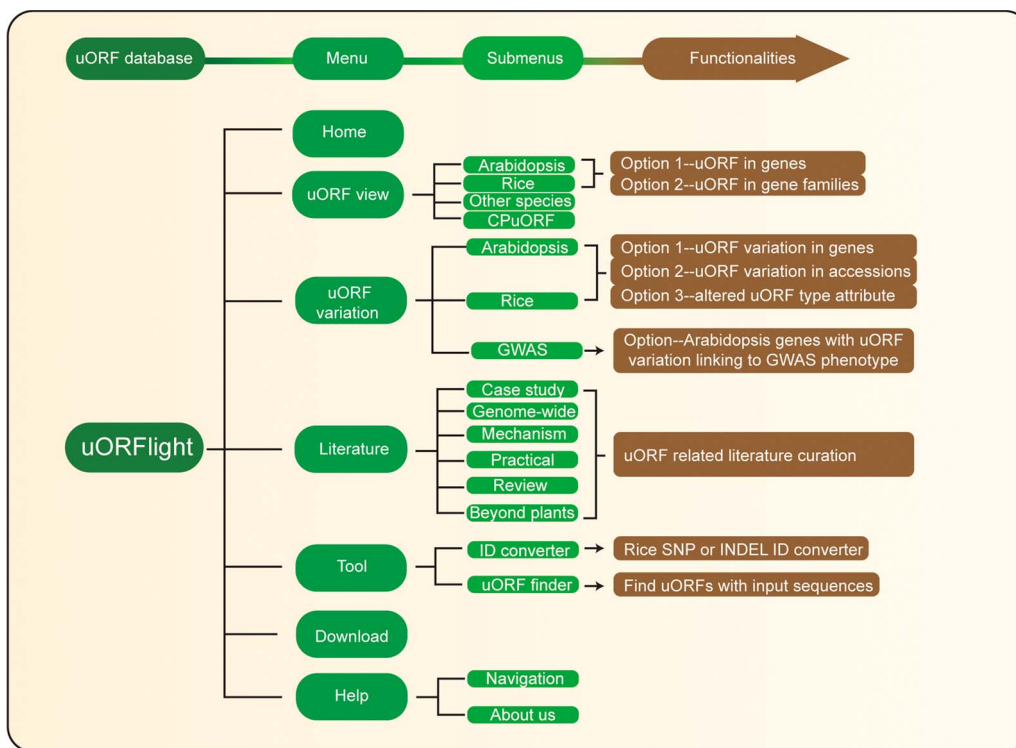 uORF database
Menu
Submenus
Functionalities
uORFlight
Home
uORF view
Arabidopsis
Rice
Other species
CPuORF
Option 1--uORF in genes
Option 2--uORF in gene families
uORF
variation
Arabidopsis
Rice
GWAS
Option 1--uORF variation in genes
Option 2--uORF variation in accessions
Option 3--altered uORF type attribute
Option--Arabidopsis genes with uORF
variation linking to GWAS phenotype
Literature
Case study
Genome-wide
Mechanism
Practical
Review
Beyond plants
uORF related literature curation
Tool
ID converter
uORF finder
Rice SNP or INDEL ID converter
Find uORFs with input sequences
Download
Help
Navigation
About us